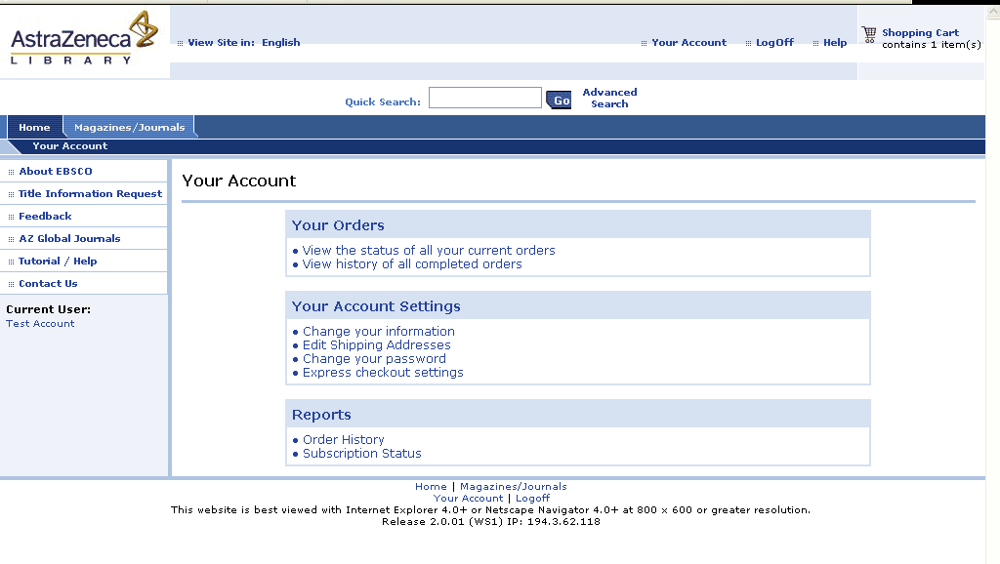 AstraZeneca
LIBRARY
View Site in: English
Your Account
LogOff
Help
Shopping Cart
contains 1 item(s)
Quick Search:
Go
Advanced
Search
Home
Magazines/Journals
Your Account
About EBSCO
Title Information Request
Feedback
AZ Global Journals
Tutorial / Help
Contact Us
Current User:
Test Account
Your Account
Your Orders
• View the status of all your current orders
• View history of all completed orders
Your Account Settings
• Change your information
• Edit Shipping Addresses
• Change your password
• Express checkout settings
Reports
• Order History
• Subscription Status
Home | Magazines/Journals
Your Account | Logoff
This website is best viewed with Internet Explorer 4.0+ or Netscape Navigator 4.0+ at 800 x 600 or greater resolution.
Release 2.0.01 (WS1) IP: 194.3.62.118